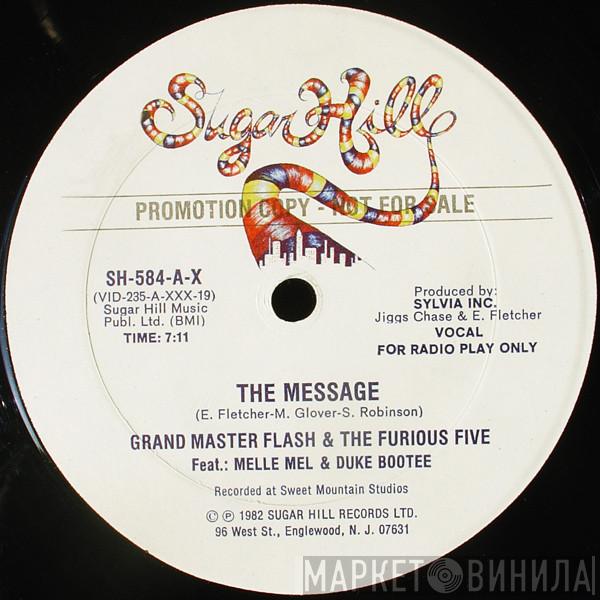 Sugar Hill
PROMOTION COPY - NOT FOR SALE
SH-584-A-X
(VID-235-A-XXX-19)
Sugar Hill Music
Publ. Ltd. (BMI)
TIME: 7:11
Produced by:
SYLVIA INC.
Jiggs Chase & E. Fletcher
VOCAL
FOR RADIO PLAY ONLY
THE MESSAGE
(E. Fletcher-M. Glover-S. Robinson)
GRAND MASTER FLASH & THE FURIOUS FIVE
Feat.: MELLE MEL & DUKE BOOTEE
Recorded at Sweet Mountain Studios
© ℗ 1982 SUGAR HILL RECORDS LTD.
96 West St., Englewood, N. J. 07631
МАРКЕТ ВИНИЛА